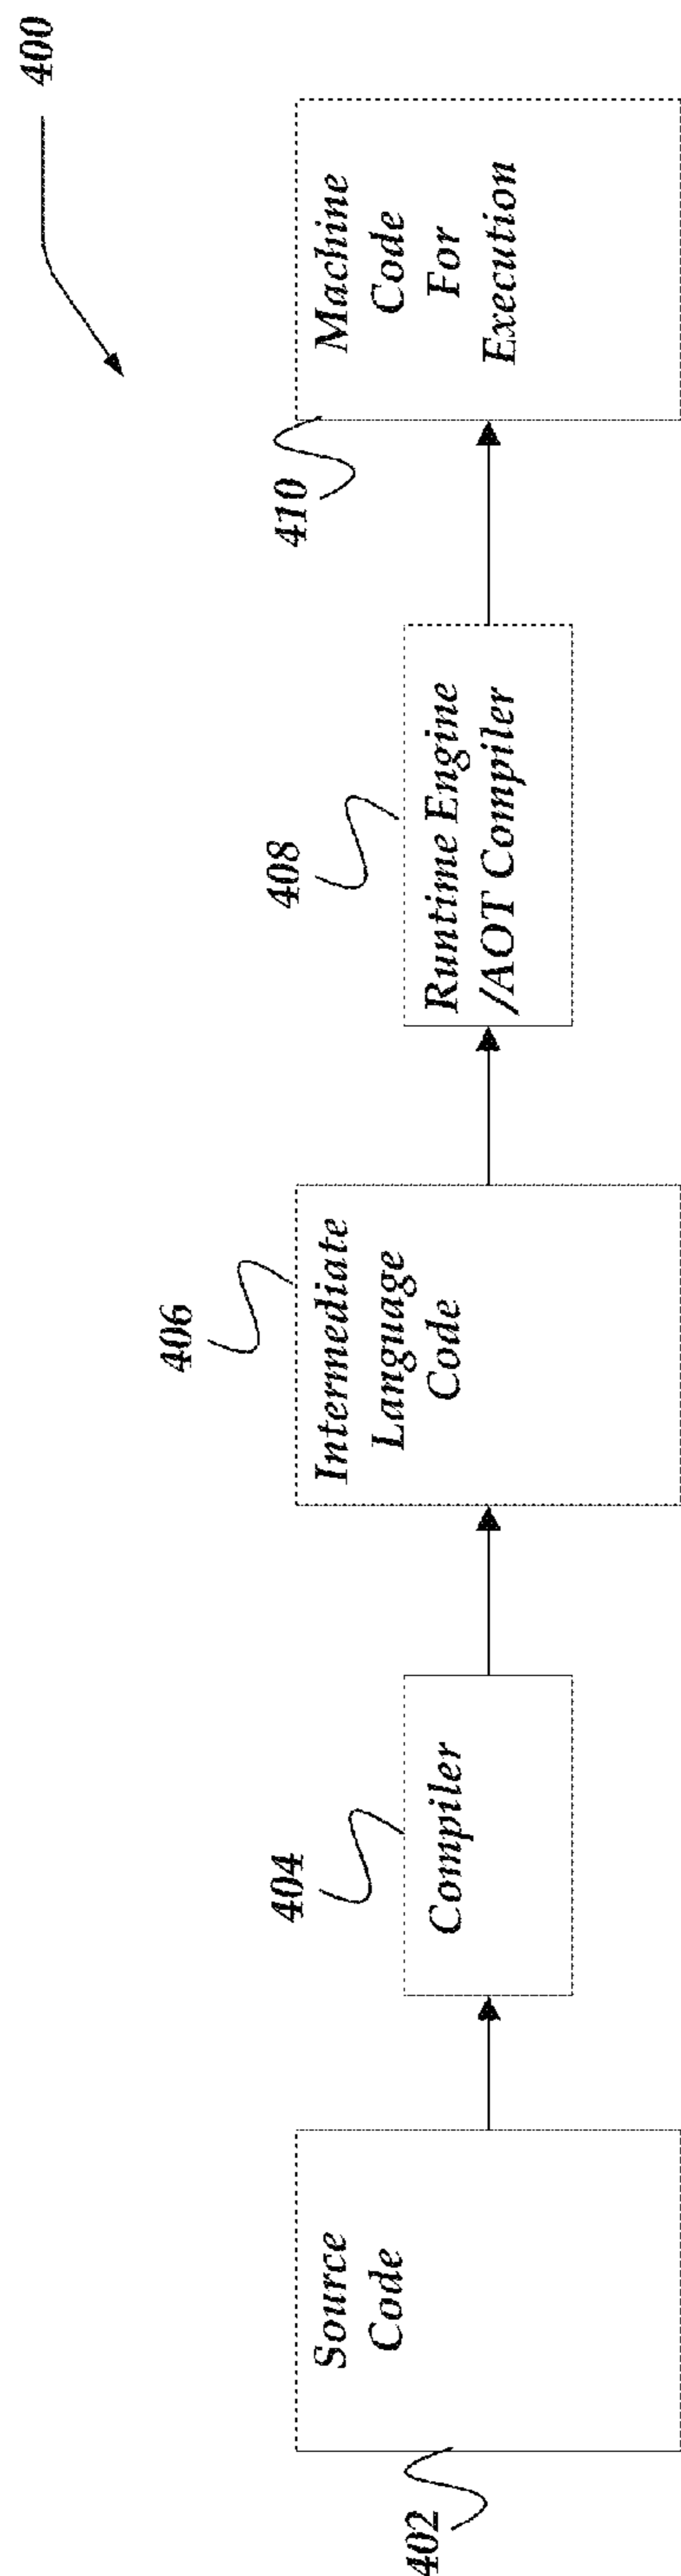 400
402
Source
Code
404
Compiler
406
Intermediate
Language
Code
408
Runtime Engine
/AOT Compiler
410
Machine
Code
For
Execution